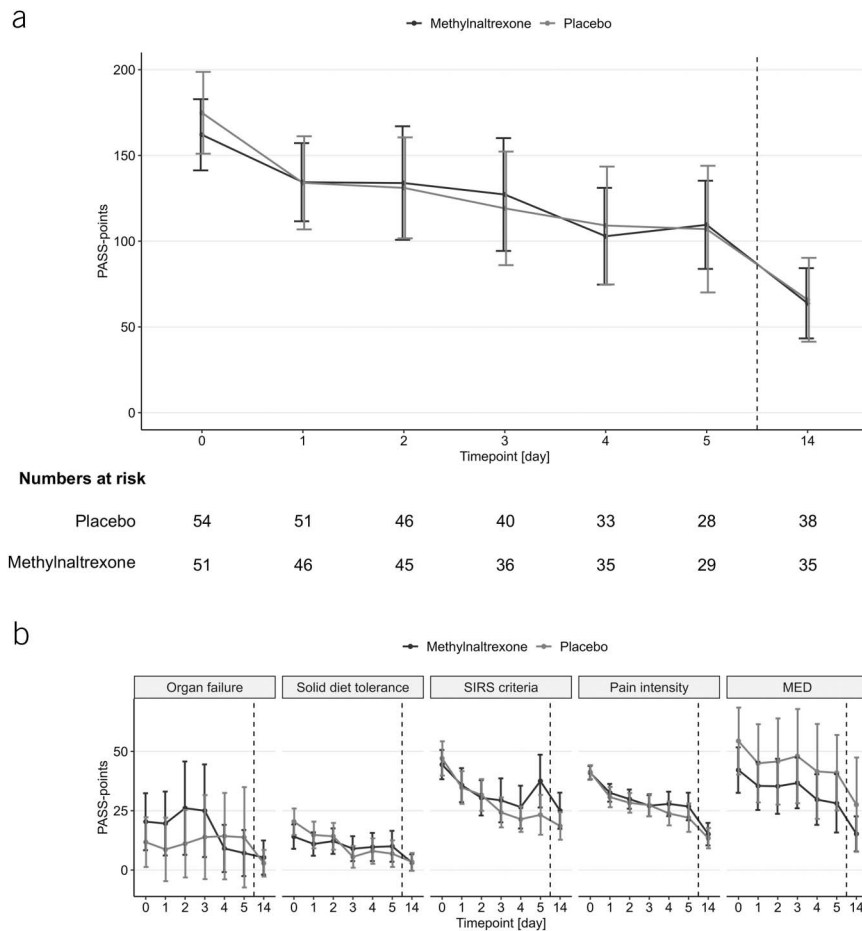 a
Methylnaltrexone Placebo
200
150
100
50
0
PASS-points
0 1 2 3 4 5 14
Timepoint [day]
Numbers at risk
Placebo 54 51 46 40 33 28 38
Methylnaltrexone 51 46 45 36 35 29 35
b
Methylnaltrexone Placebo
Organ failure Solid diet tolerance SIRS criteria Pain intensity MED
50
25
0
PASS-points
0 1 2 3 4 5 14 0 1 2 3 4 5 14 0 1 2 3 4 5 14 0 1 2 3 4 5 14 0 1 2 3 4 5 14
Timepoint [day]